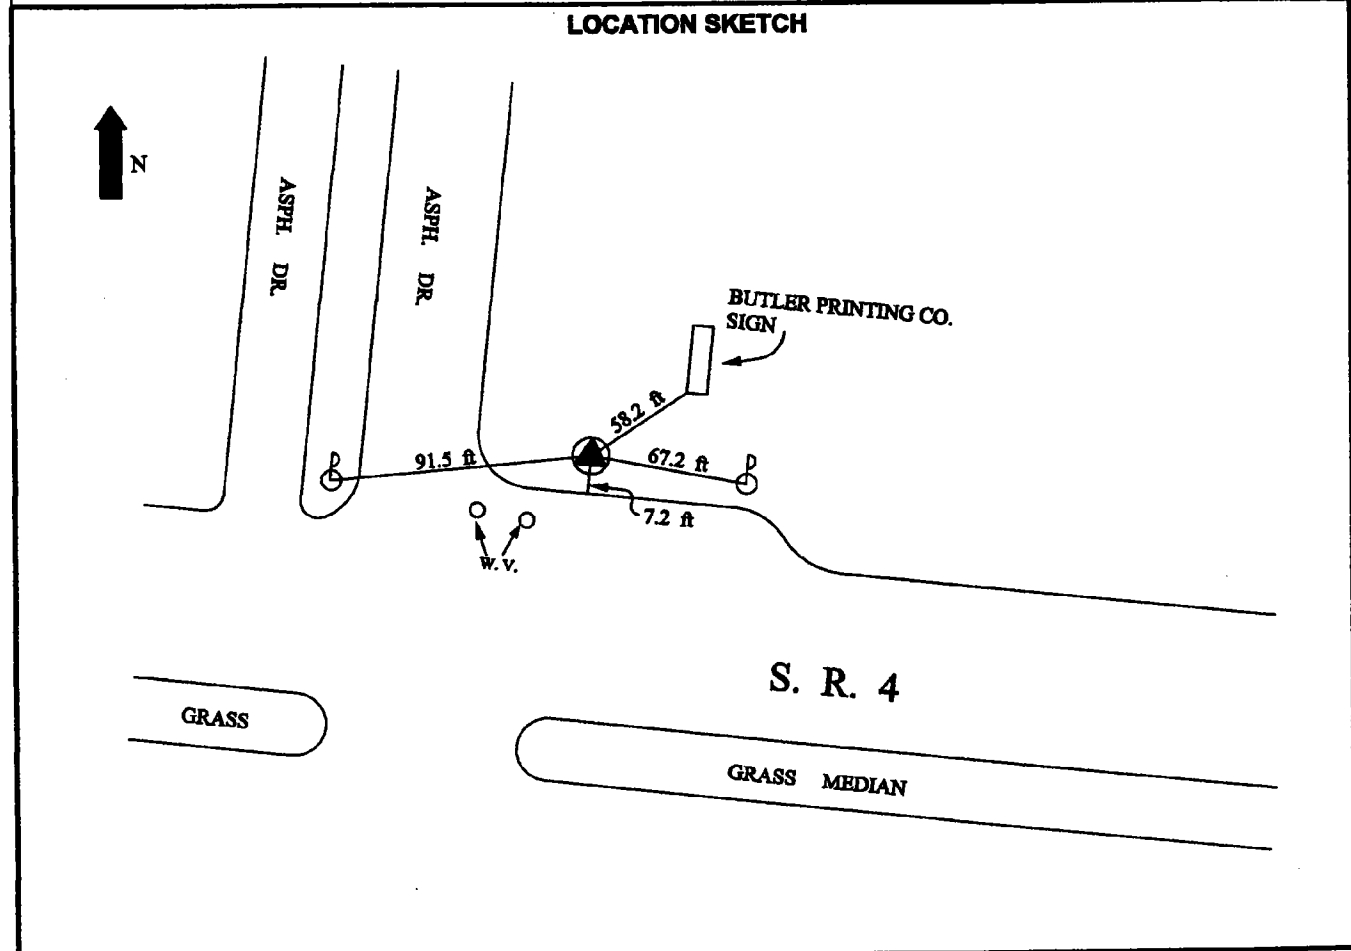 LOCATION SKETCH
N
ASPH. DR.
ASPH. DR.
BUTLER PRINTING CO.
SIGN
58.2 ft
91.5 ft
67.2 ft
P
P
7.2 ft
W. V.
S. R. 4
GRASS
GRASS MEDIAN